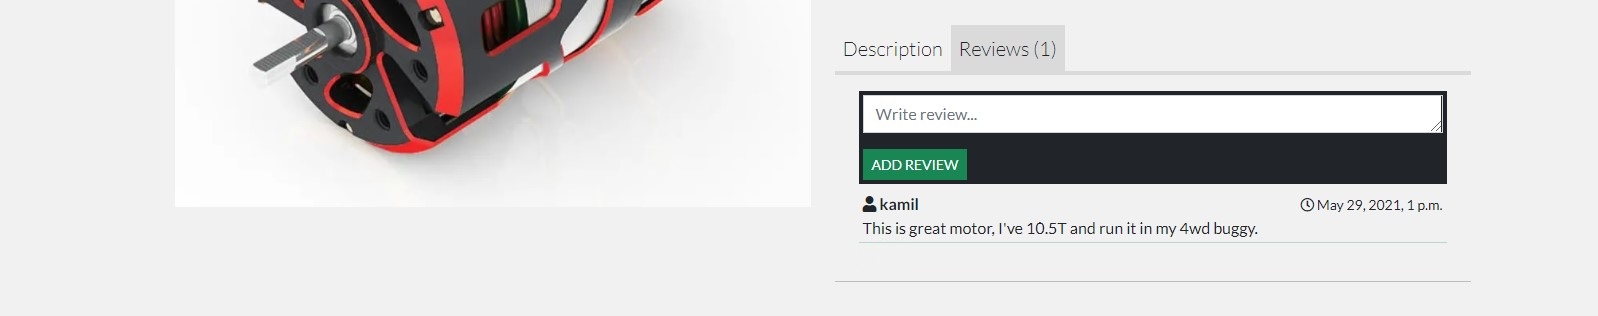 Description
Reviews (1)
Write review...
ADD REVIEW
kamil
May 29, 2021, 1 p.m.
This is great motor, I've 10.5T and run it in my 4wd buggy.